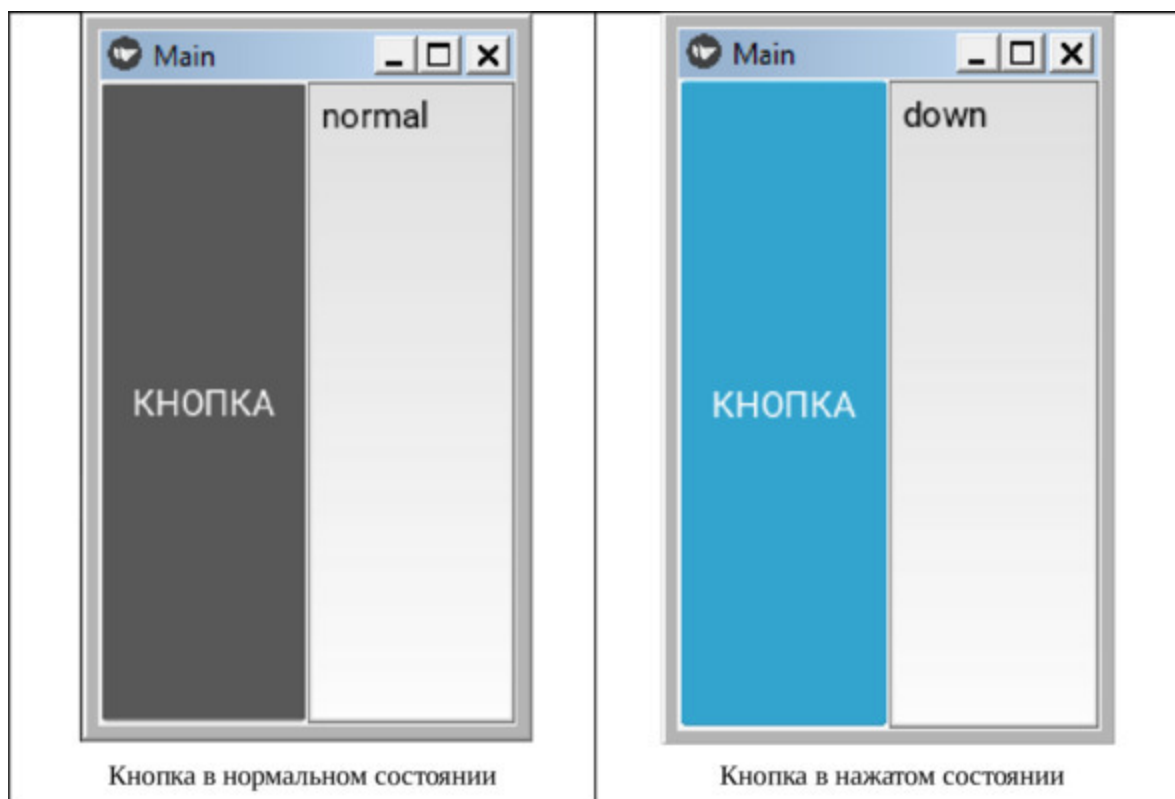 Main
normal
КНОПКА
Кнопка в нормальном состоянии
Main
down
КНОПКА
Кнопка в нажатом состоянии